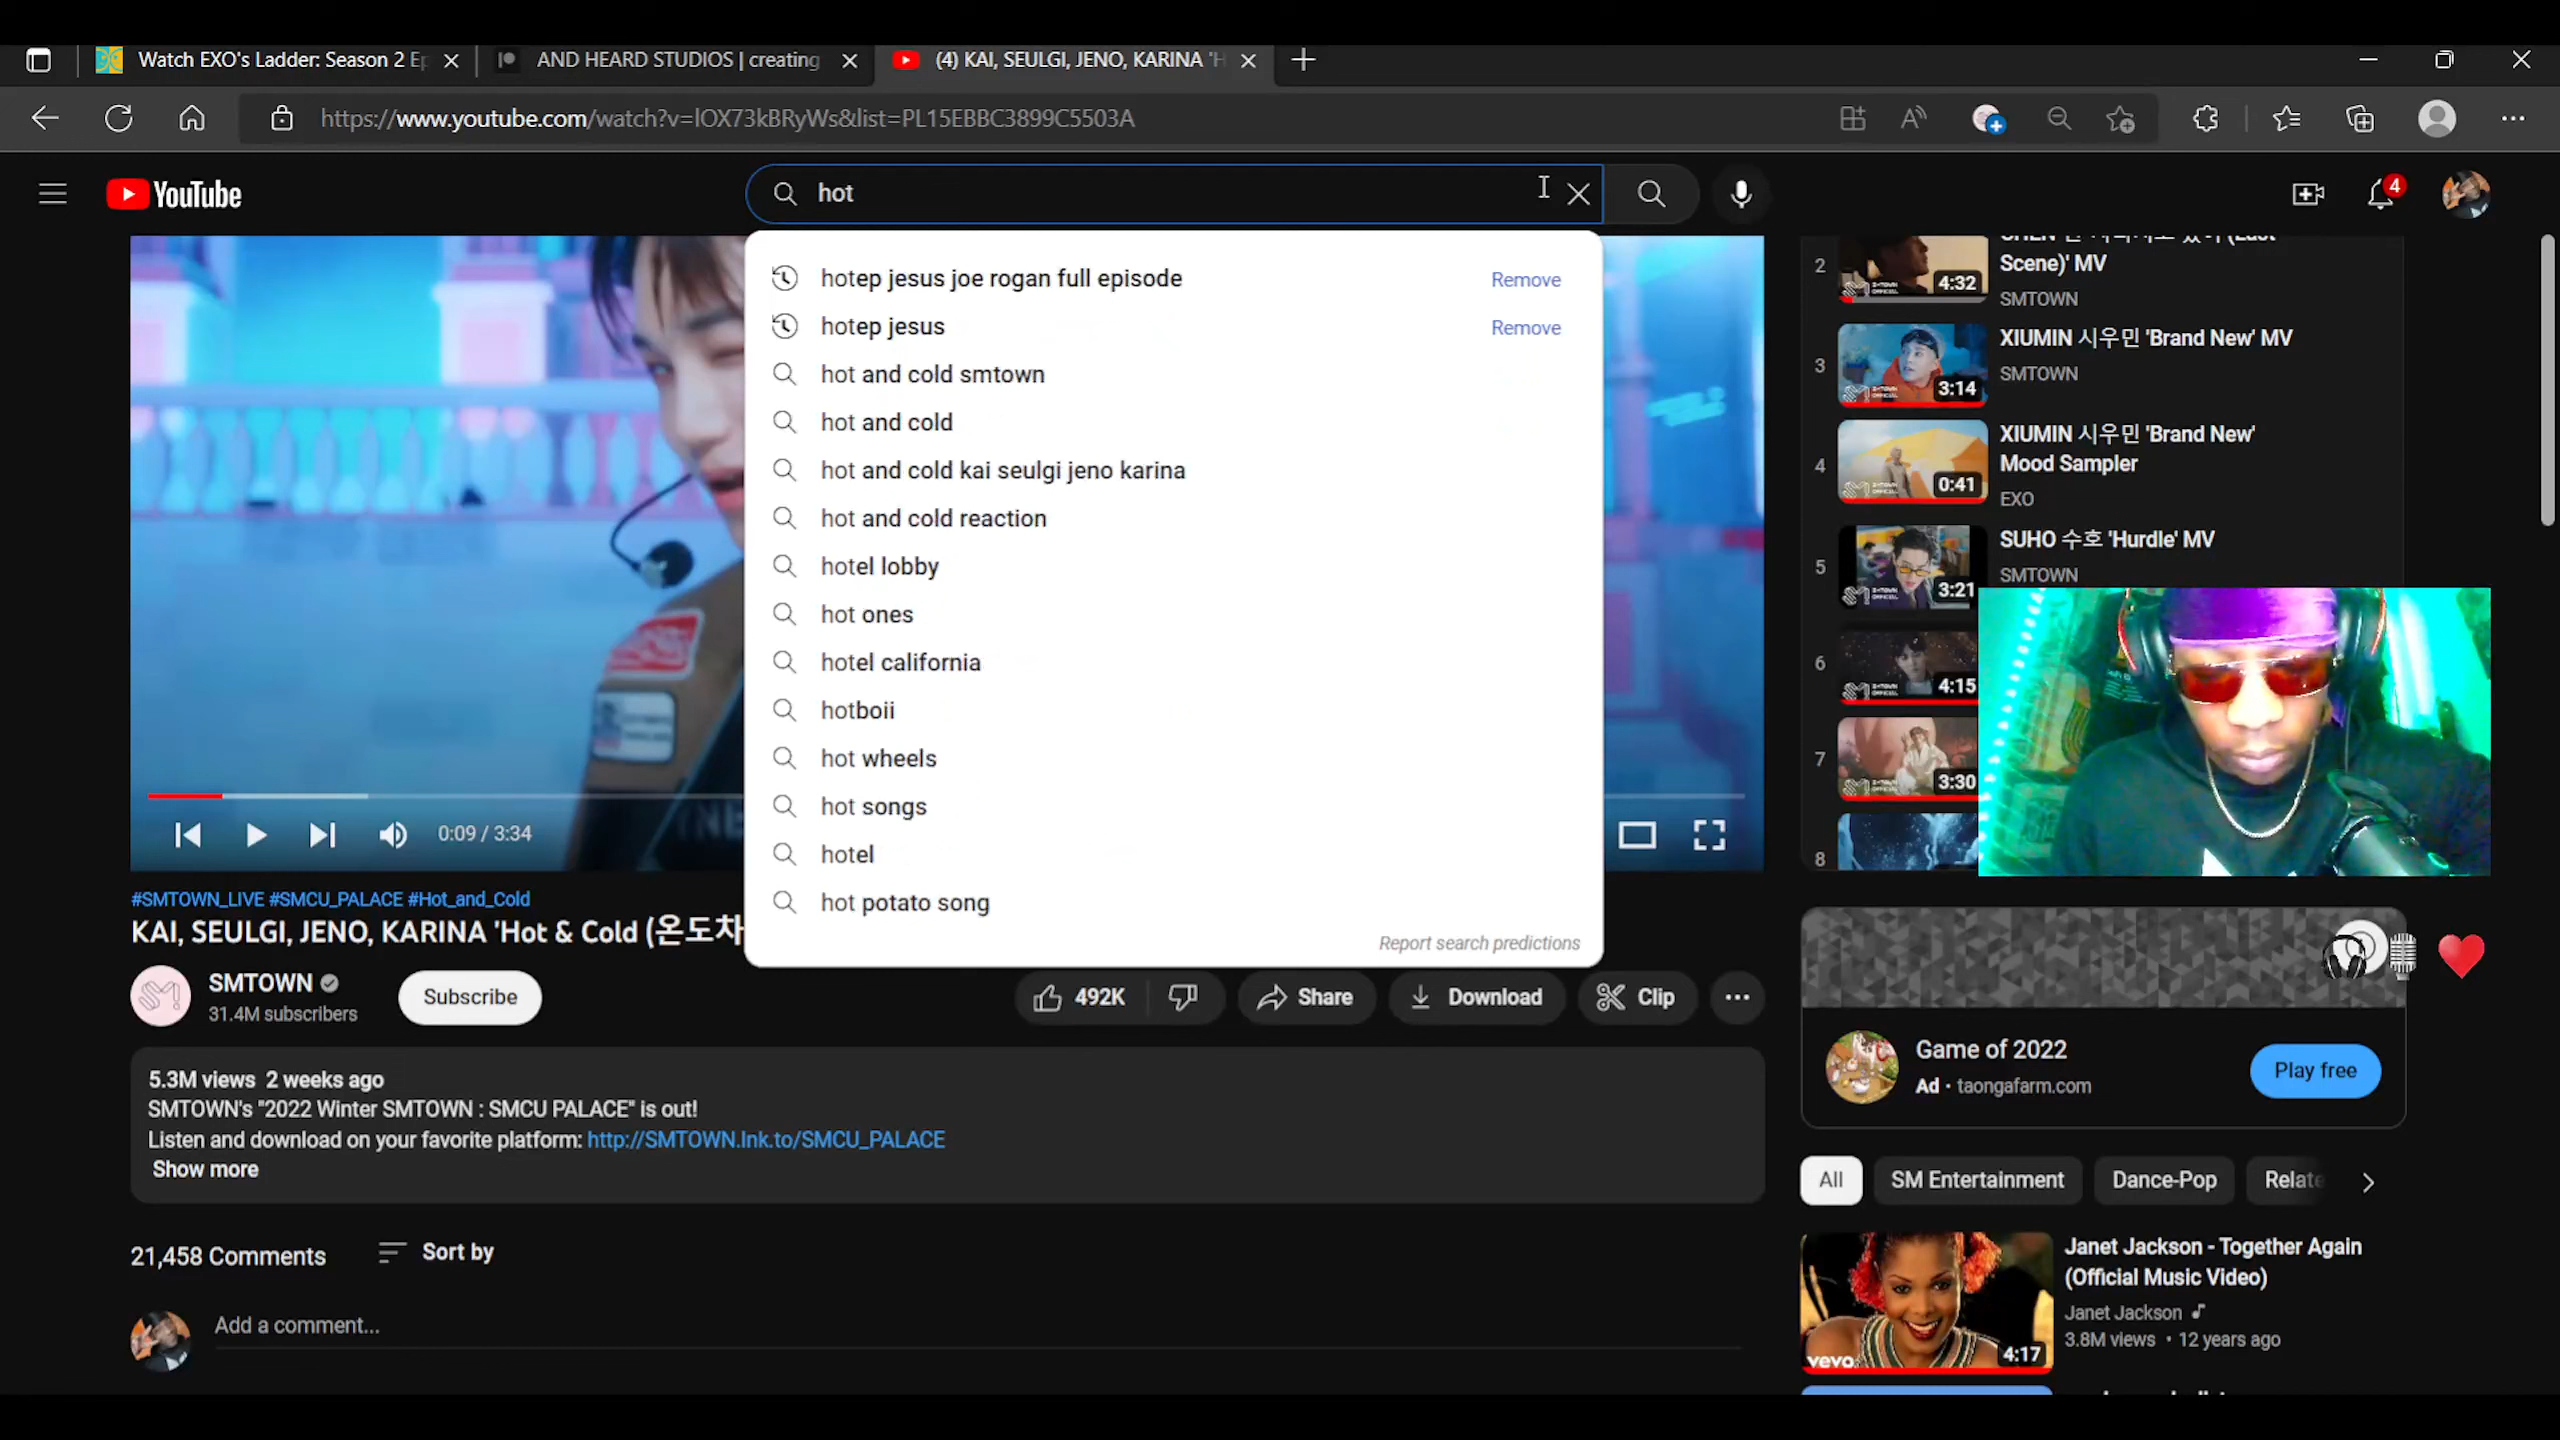 Watch EXO's Ladder: Season 2 Ep
AND HEARD STUDIOS | creating
(4) KAI, SEULGI, JENO, KARINA 'H
https://www.youtube.com/watch?v=lOX73kBRyWs&list=PL15EBBC3899C5503A
YouTube
hot
4
hotep jesus joe rogan full episode
Remove
hotep jesus
Remove
hot and cold smtown
hot and cold
hot and cold kai seulgi jeno karina
hot and cold reaction
hotel lobby
hot ones
hotel california
hotboii
hot wheels
hot songs
hotel
hot potato song
Report search predictions
0:09 / 3:34
2
4:32
Scene)' MV
SMTOWN
3
3:14
XIUMIN 시우민 'Brand New' MV
SMTOWN
4
0:41
XIUMIN 시우민 'Brand New'
Mood Sampler
EXO
5
3:21
SUHO 수호 'Hurdle' MV
SMTOWN
6
4:15
7
3:30
8
#SMTOWN_LIVE #SMCU_PALACE #Hot_and_Cold
KAI, SEULGI, JENO, KARINA 'Hot & Cold (온도차
SMTOWN
31.4M subscribers
Subscribe
492K
Share
Download
Clip
5.3M views 2 weeks ago
SMTOWN's "2022 Winter SMTOWN : SMCU PALACE" is out!
Listen and download on your favorite platform: http://SMTOWN.lnk.to/SMCU_PALACE
Show more
21,458 Comments
Sort by
Add a comment...
Game of 2022
Ad • taongafarm.com
Play free
All
SM Entertainment
Dance-Pop
Relate
vevo
4:17
Janet Jackson - Together Again
(Official Music Video)
Janet Jackson
3.8M views • 12 years ago